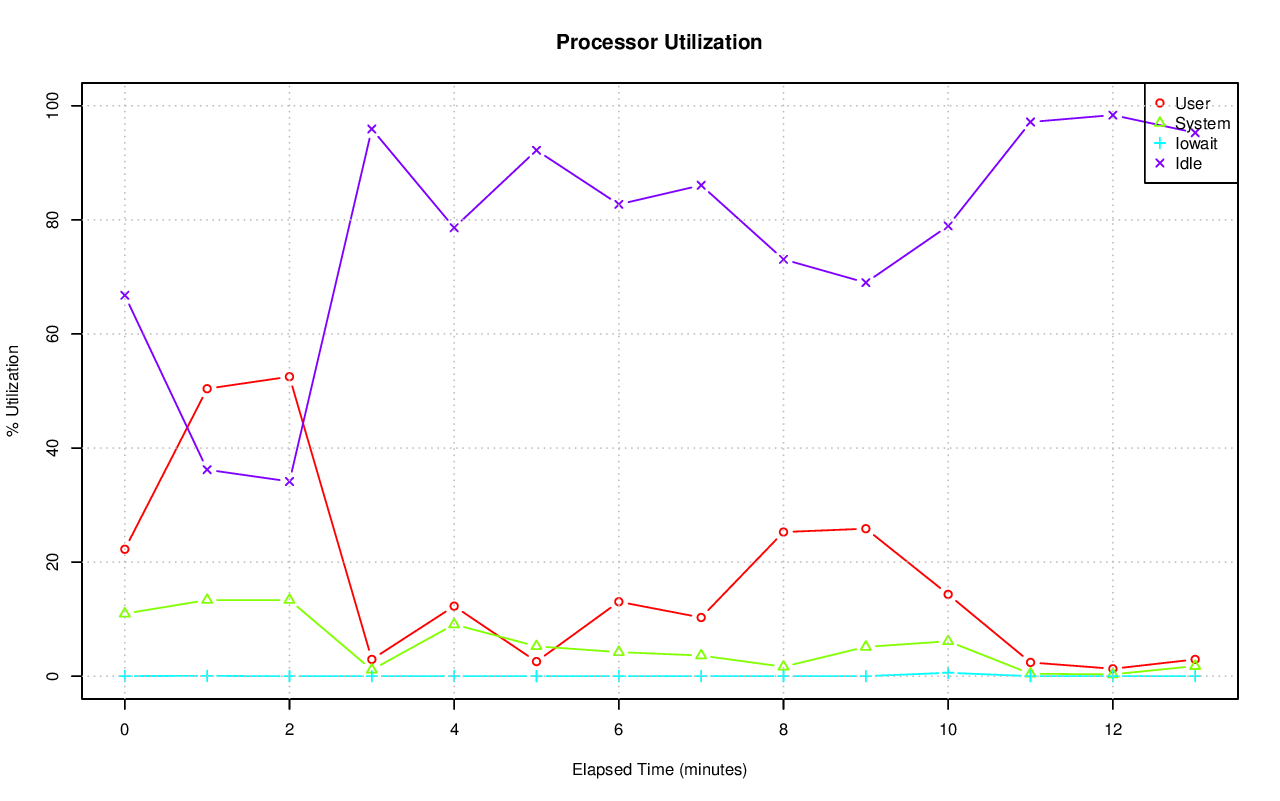 Processor Utilization
% Utilization
100
80
60
40
20
0
User
System
Iowait
Idle
0 2 4 6 8 10 12
Elapsed Time (minutes)